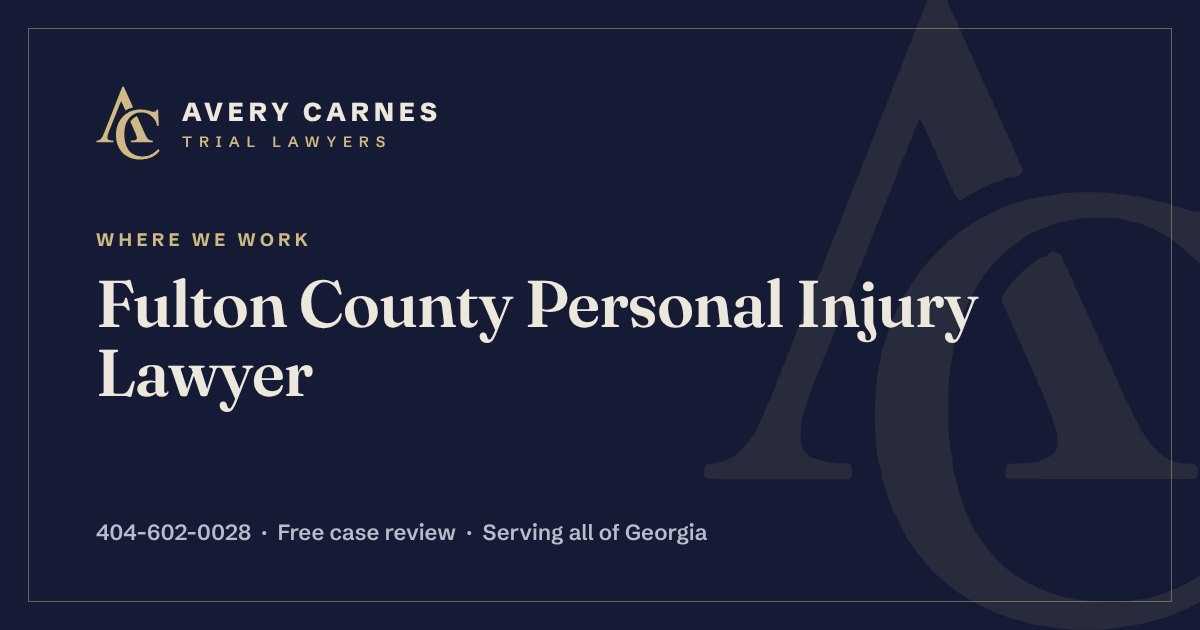 AVERY CARNES
TRIAL LAWYERS
WHERE WE WORK
Fulton County Personal Injury
Lawyer
404-602-0028 · Free case review · Serving all of Georgia